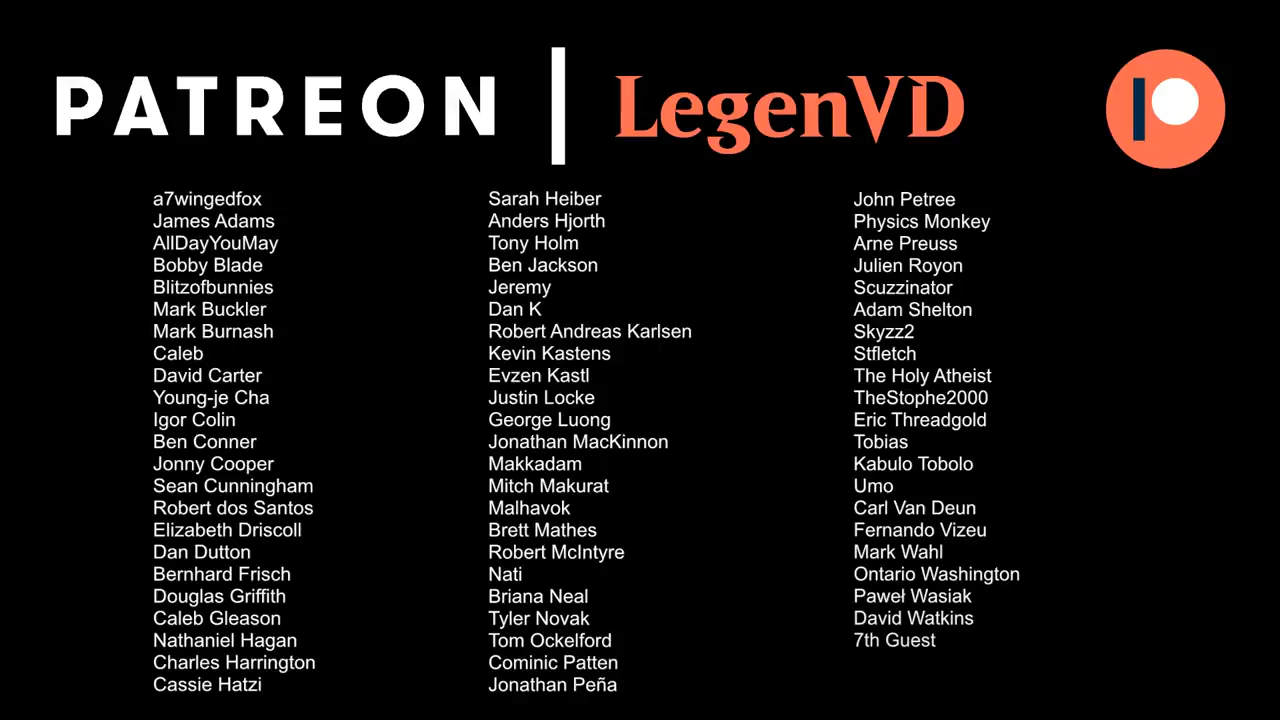 PATREON | LegenVD
a7wingedfox
James Adams
AllDayYouMay
Bobby Blade
Blitzofbunnies
Mark Buckler
Mark Burnash
Caleb
David Carter
Young-je Cha
Igor Colin
Ben Conner
Jonny Cooper
Sean Cunningham
Robert dos Santos
Elizabeth Driscoll
Dan Dutton
Bernhard Frisch
Douglas Griffith
Caleb Gleason
Nathaniel Hagan
Charles Harrington
Cassie Hatzi
Sarah Heiber
Anders Hjorth
Tony Holm
Ben Jackson
Jeremy
Dan K
Robert Andreas Karlsen
Kevin Kastens
Evzen Kastl
Justin Locke
George Luong
Jonathan MacKinnon
Makkadam
Mitch Makurat
Malhavok
Brett Mathes
Robert McIntyre
Nati
Briana Neal
Tyler Novak
Tom Ockelford
Cominic Patten
Jonathan Peña
John Petree
Physics Monkey
Arne Preuss
Julien Royon
Scuzzinator
Adam Shelton
Skyzz2
Stfletch
The Holy Atheist
TheStophe2000
Eric Threadgold
Tobias
Kabulo Tobolo
Umo
Carl Van Deun
Fernando Vizeu
Mark Wahl
Ontario Washington
Paweł Wasiak
David Watkins
7th Guest